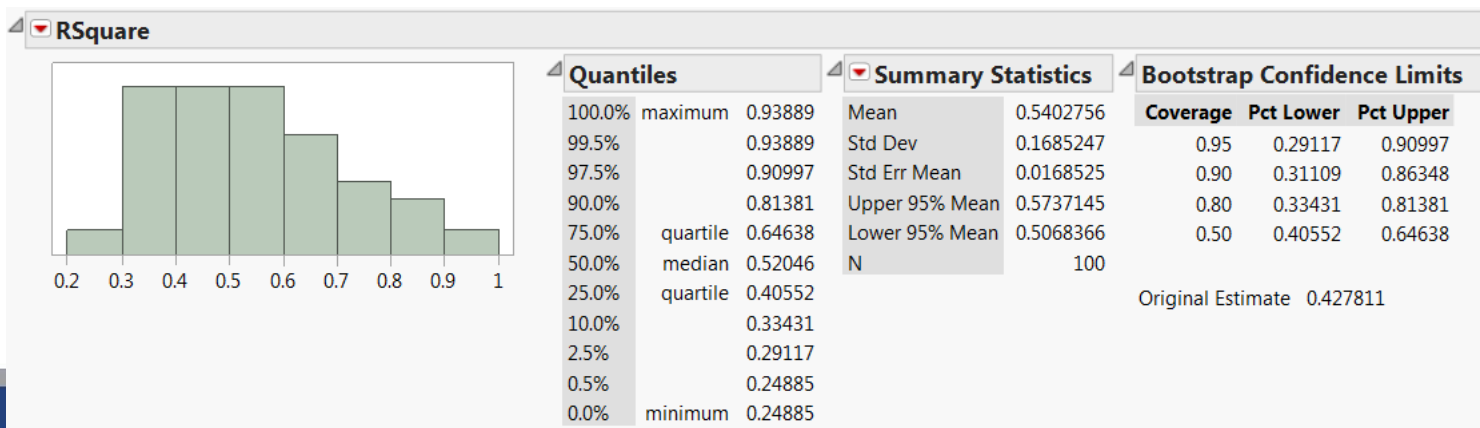 RSquare
0.2 0.3 0.4 0.5 0.6 0.7 0.8 0.9 1
Quantiles
100.0% maximum 0.93889
99.5% 0.93889
97.5% 0.90997
90.0% 0.81381
75.0% quartile 0.64638
50.0% median 0.52046
25.0% quartile 0.40552
10.0% 0.33431
2.5% 0.29117
0.5% 0.24885
0.0% minimum 0.24885
Summary Statistics
Mean 0.5402756
Std Dev 0.1685247
Std Err Mean 0.0168525
Upper 95% Mean 0.5737145
Lower 95% Mean 0.5068366
N 100
Bootstrap Confidence Limits
Coverage Pct Lower Pct Upper
0.95 0.29117 0.90997
0.90 0.31109 0.86348
0.80 0.33431 0.81381
0.50 0.40552 0.64638
Original Estimate 0.427811